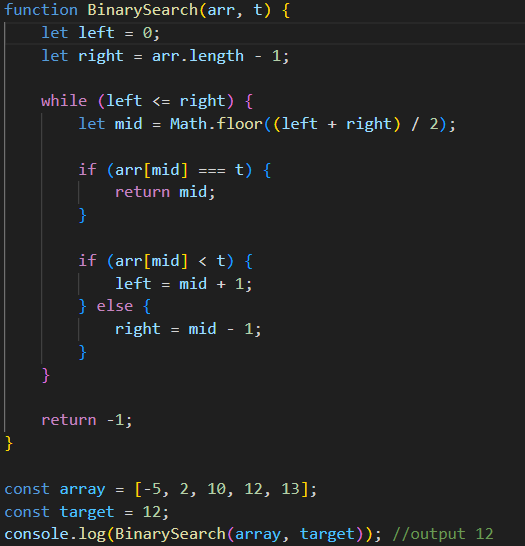 function BinarySearch(arr, t) {
    let left = 0;
    let right = arr.length - 1;

    while (left <= right) {
        let mid = Math.floor((left + right) / 2);

        if (arr[mid] === t) {
            return mid;
        }

        if (arr[mid] < t) {
            left = mid + 1;
        } else {
            right = mid - 1;
        }
    }

    return -1;
}

const array = [-5, 2, 10, 12, 13];
const target = 12;
console.log(BinarySearch(array, target)); //output 12